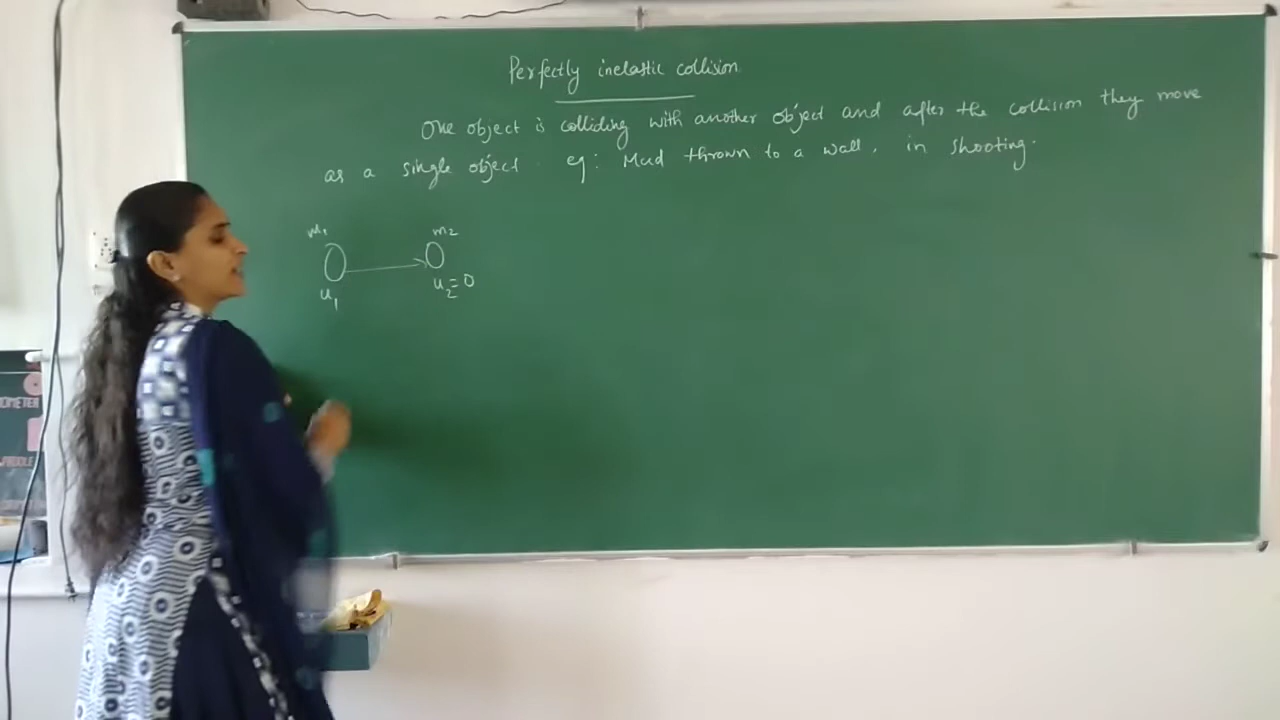 Perfectly inelastic collision
One object is colliding with another object and after the collision they move
as a single object. eg: Mud thrown to a wall, in shooting.
m₁ m₂
u₁ u₂=0